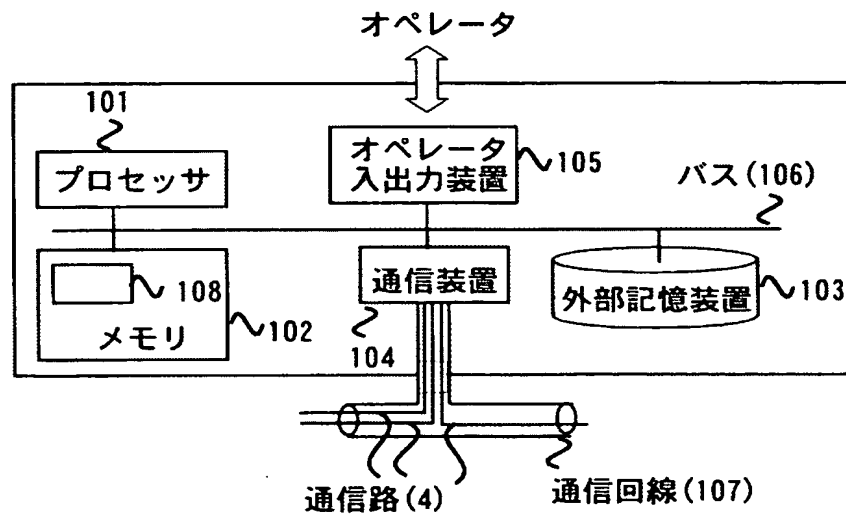 オペレータ
101
プロセッサ
オペレータ
入出力装置
105
バス(106)
通信装置
108
メモリ
102
104
外部記憶装置
103
通信路(4)
通信回線(107)